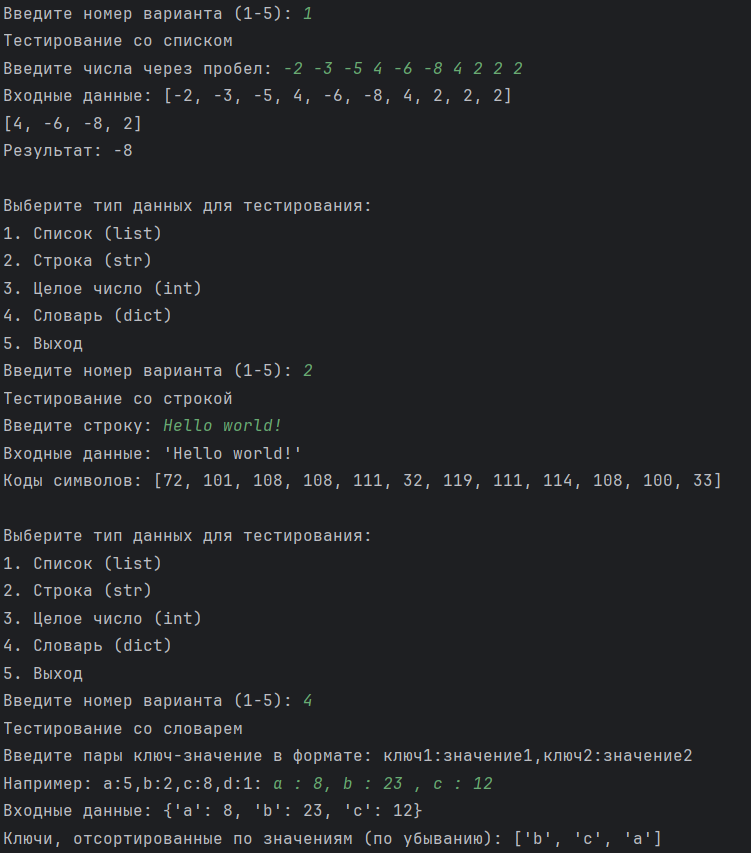 Введите номер варианта (1-5): 1
Тестирование со списком
Введите числа через пробел: -2 -3 -5 4 -6 -8 4 2 2 2
Входные данные: [-2, -3, -5, 4, -6, -8, 4, 2, 2, 2]
[4, -6, -8, 2]
Результат: -8
Выберите тип данных для тестирования:
1. Список (list)
2. Строка (str)
3. Целое число (int)
4. Словарь (dict)
5. Выход
Введите номер варианта (1-5): 2
Тестирование со строкой
Введите строку: Hello world!
Входные данные: 'Hello world!'
Коды символов: [72, 101, 108, 108, 111, 32, 119, 111, 114, 108, 100, 33]
Выберите тип данных для тестирования:
1. Список (list)
2. Строка (str)
3. Целое число (int)
4. Словарь (dict)
5. Выход
Введите номер варианта (1-5): 4
Тестирование со словарем
Введите пары ключ-значение в формате: ключ1:значение1,ключ2:значение2
Например: a:5,b:2,c:8,d:1: a : 8, b : 23 , c : 12
Входные данные: {'a': 8, 'b': 23, 'c': 12}
Ключи, отсортированные по значениям (по убыванию): ['b', 'c', 'a']